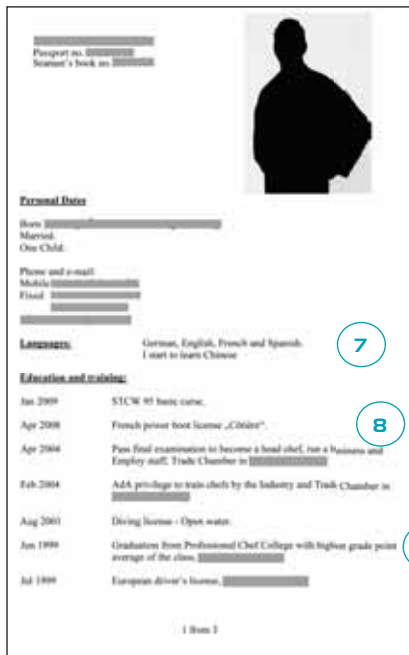 Passport no.
Seaman's book no.
Personal Dates
Born
Married.
One Child.
Phone and e-mail:
Mobile
Fixed
Languages: German, English, French and Spanish.
I start to learn Chinese
7
Education and training:
Jan 2009 STCW 95 basic curse.
Apr 2008 French power boot license „Côtière“.
8
Apr 2004 Pass final examination to become a head chef, run a business and
Employ staff, Trade Chamber in
Feb 2004 AdA privilege to train chefs by the Industry and Trade Chamber in
Aug 2001 Diving license - Open water.
Jun 1999 Graduation from Professional Chef College with highest grade point
average of the class,
Jul 1999 European driver's license,
1 from 3